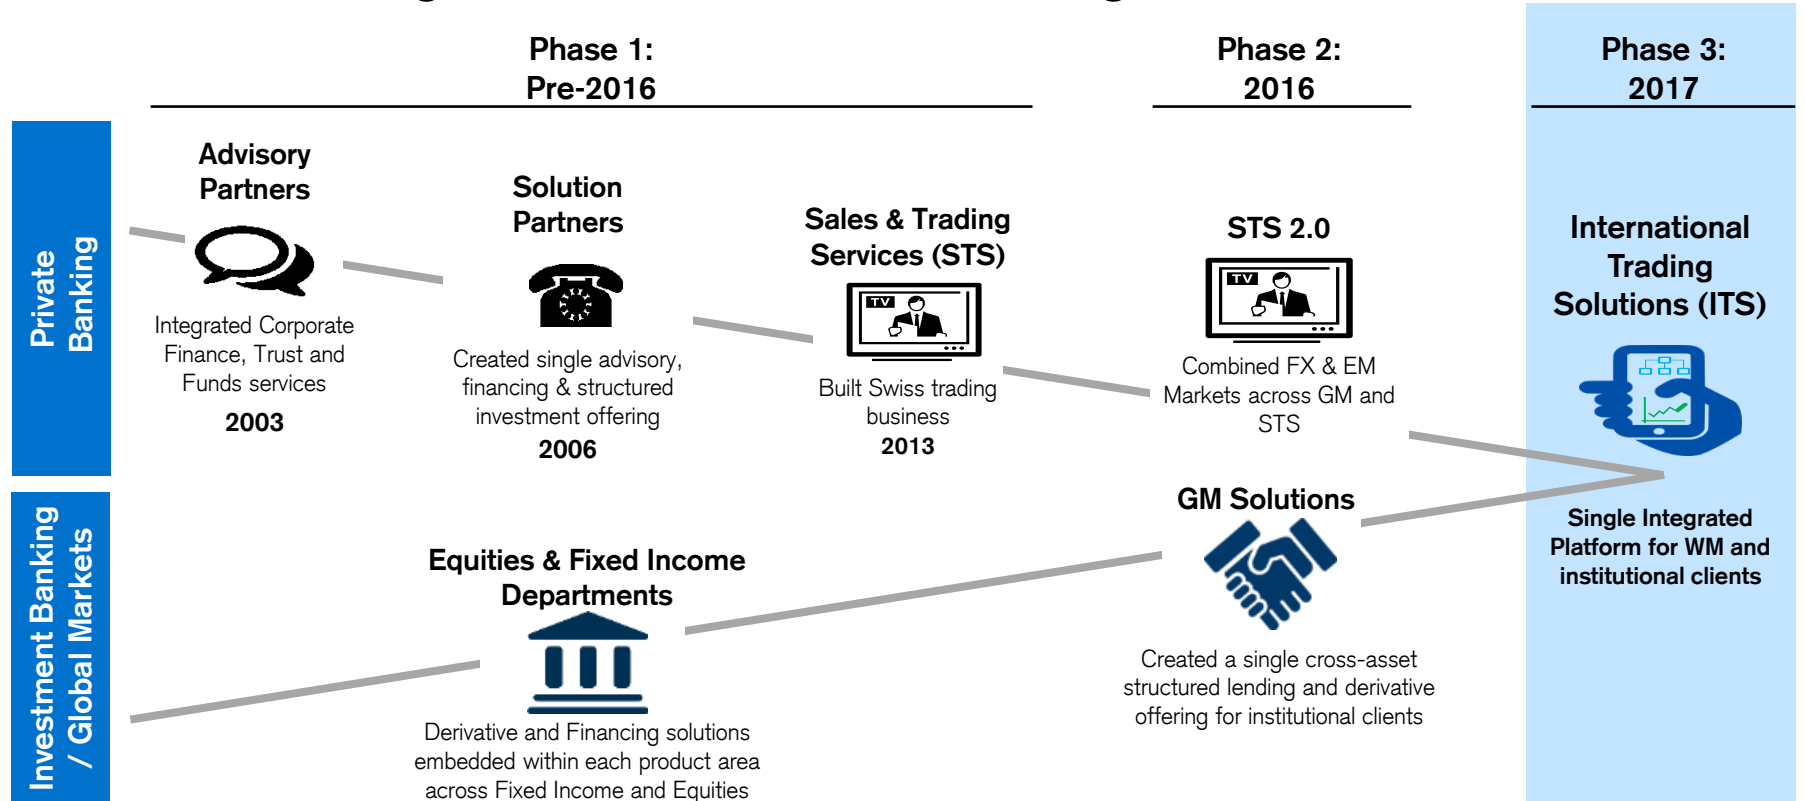 Phase 1:
Pre-2016
Phase 2:
2016
Phase 3:
2017
Private
Banking
Advisory
Partners
Integrated Corporate
Finance, Trust and
Funds services
2003
Solution
Partners
Created single advisory,
financing & structured
investment offering
2006
Sales & Trading
Services (STS)
TV
Built Swiss trading
business
2013
STS 2.0
TV
Combined FX & EM
Markets across GM and
STS
International
Trading
Solutions (ITS)
Single Integrated
Platform for WM and
institutional clients
Investment Banking
/ Global Markets
Equities & Fixed Income
Departments
Derivative and Financing solutions
embedded within each product area
across Fixed Income and Equities
GM Solutions
Created a single cross-asset
structured lending and derivative
offering for institutional clients